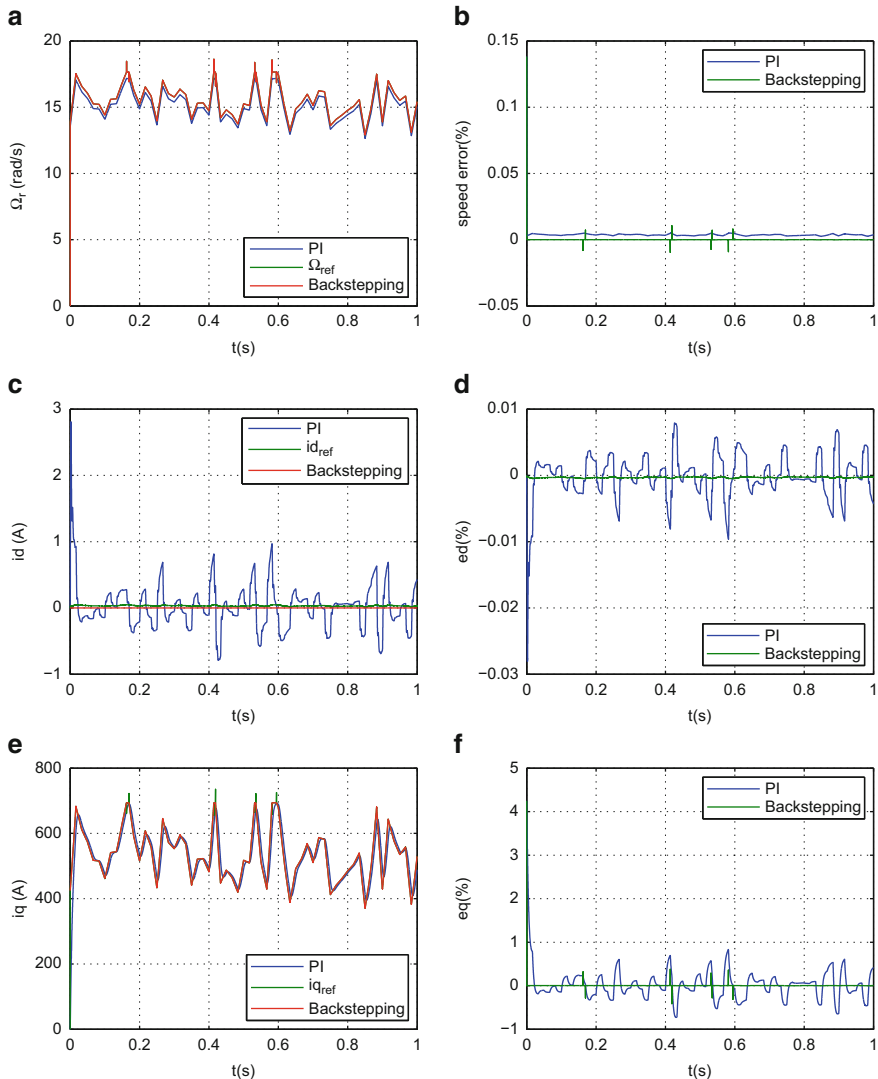 a
20
15
10
5
0
Ωr (rad/s)
PI
Ωref
Backstepping
0 0.2 0.4 0.6 0.8 1
t(s)
b
0.15
0.10
0.05
0
−0.05
speed error(%)
PI
Backstepping
0 0.2 0.4 0.6 0.8 1
t(s)
c
3
2
1
0
−1
id (A)
PI
idref
Backstepping
0 0.2 0.4 0.6 0.8 1
t(s)
d
0.01
0
−0.01
−0.02
−0.03
ed(%)
PI
Backstepping
0 0.2 0.4 0.6 0.8 1
t(s)
e
800
600
400
200
0
iq (A)
PI
iqref
Backstepping
0 0.2 0.4 0.6 0.8 1
t(s)
f
5
4
3
2
1
0
−1
eq(%)
PI
Backstepping
0 0.2 0.4 0.6 0.8 1
t(s)